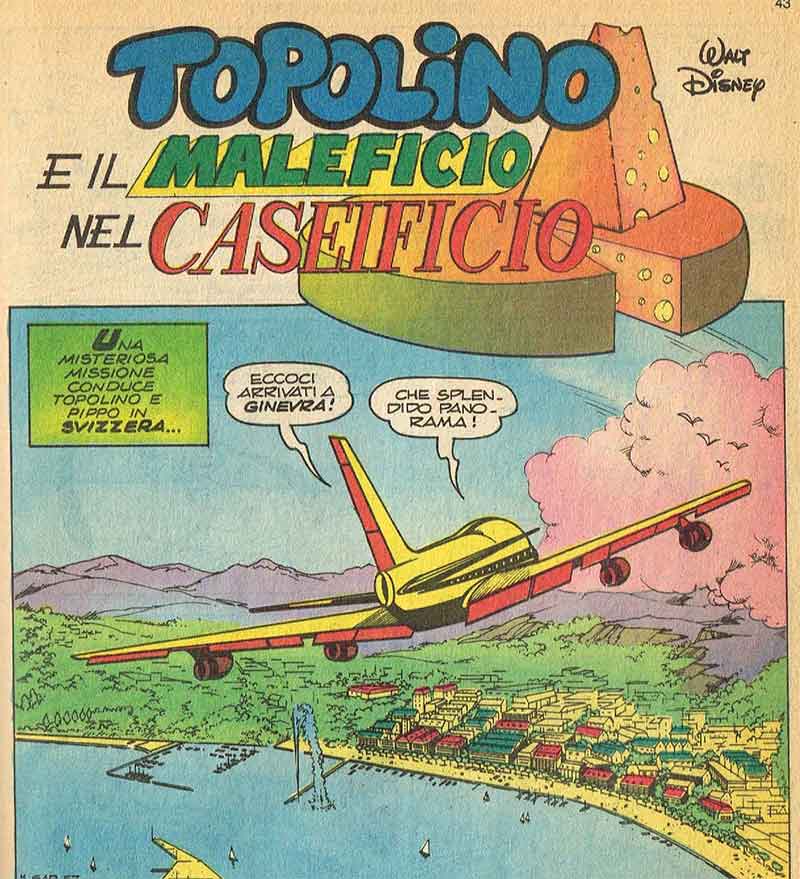 43
TOPOLINO
WALT
DISNEY
E IL MALEFICIO
NEL CASEIFICIO
UNA
MISTERIOSA
MISSIONE
CONDUCE
TOPOLINO E
PIPPO IN
SVIZZERA...
ECCOCI
ARRIVATI A
GINEVRA!
CHE SPLEN-
DIDO PANO-
RAMA!